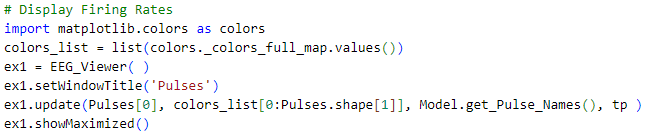 # Display Firing Rates
import matplotlib.colors as colors
colors_list = list(colors._colors_full_map.values())
ex1 = EEG_Viewer( )
ex1.setWindowTitle('Pulses')
ex1.update(Pulses[0], colors_list[0:Pulses.shape[1]], Model.get_Pulse_Names(), tp )
ex1.showMaximized()